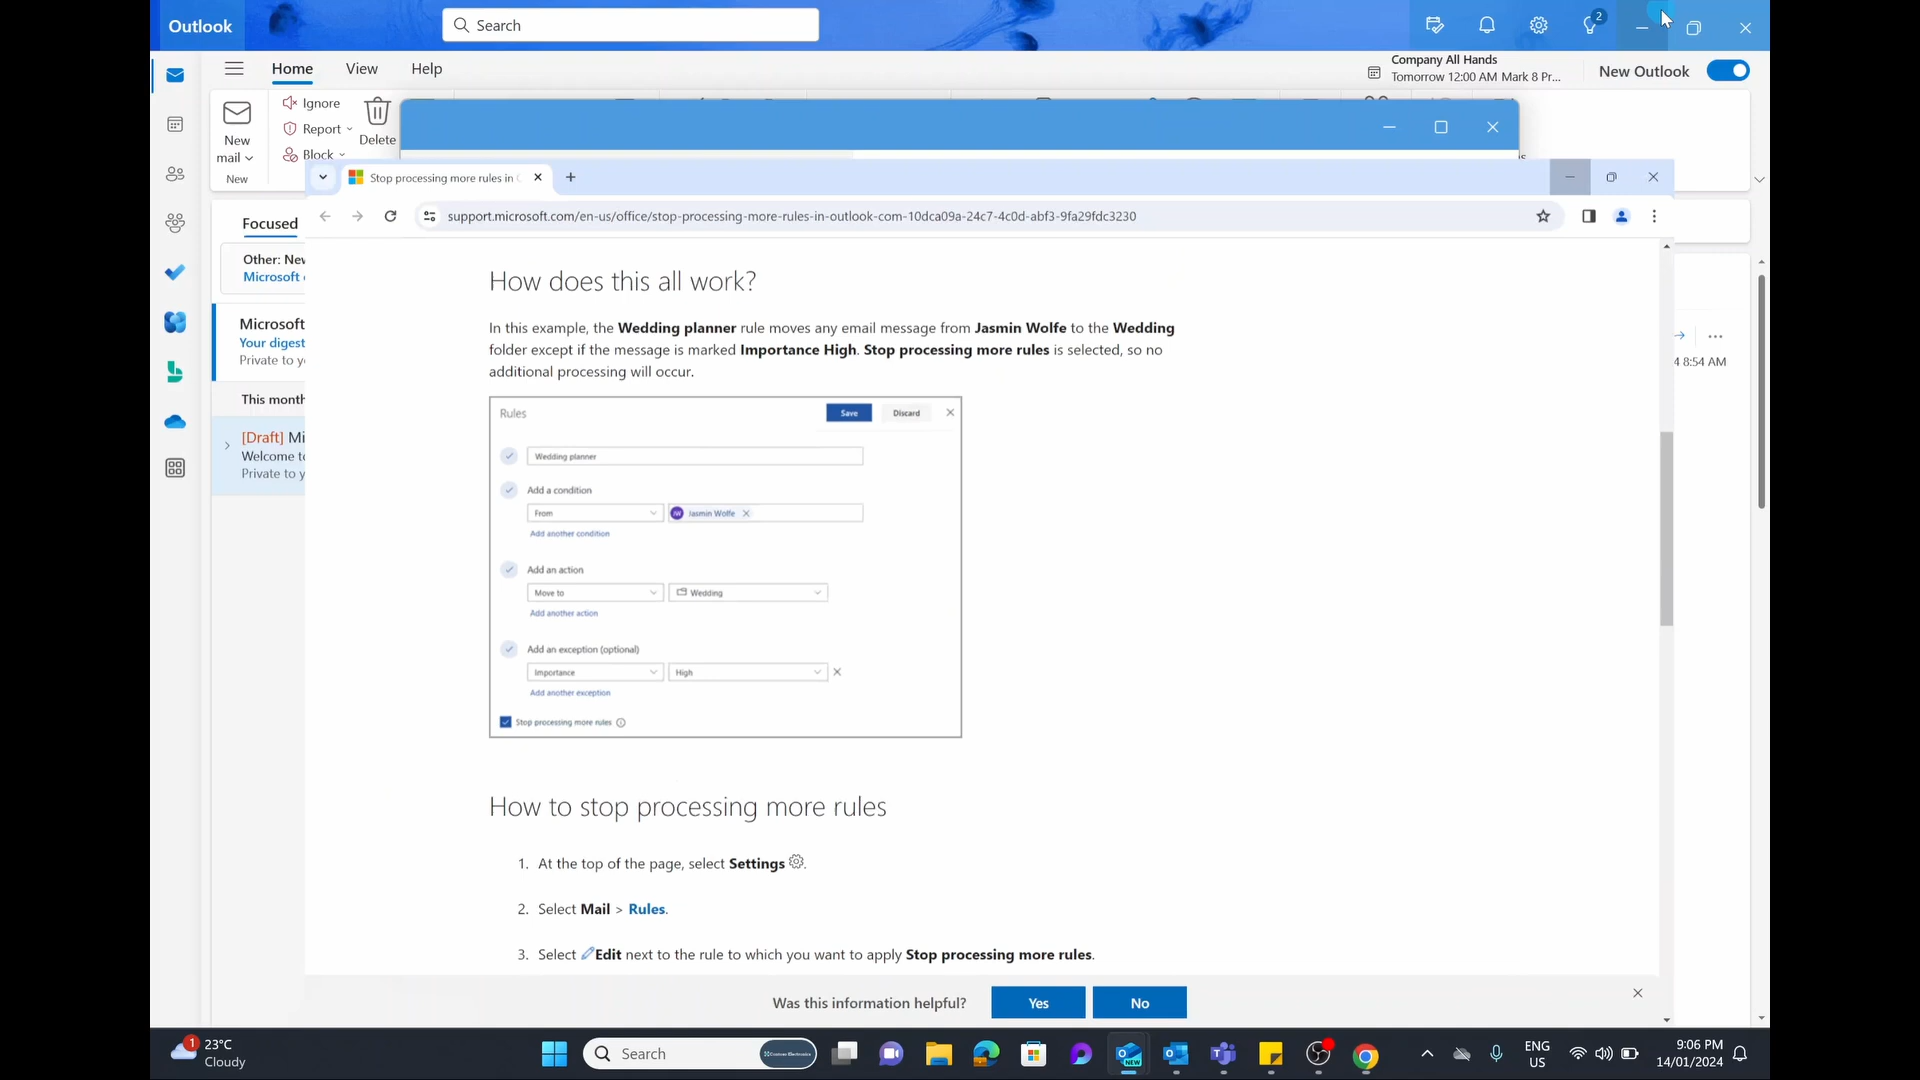 Outlook
Search
2
Home View Help
Company All Hands
Tomorrow 12:00 AM Mark 8 Pr...
New Outlook
New
mail
New
Ignore
Report
Block
Delete
Stop processing more rules in
support.microsoft.com/en-us/office/stop-processing-more-rules-in-outlook-com-10dca09a-24c7-4c0d-abf3-9fa29fdc3230
Focused
Other: New
Microsoft
Microsoft
Your digest
Private to y
This month
[Draft] Mi
Welcome to
Private to y
4 8:54 AM
How does this all work?
In this example, the Wedding planner rule moves any email message from Jasmin Wolfe to the Wedding
folder except if the message is marked Importance High. Stop processing more rules is selected, so no
additional processing will occur.
Rules
Save Discard
Wedding planner
Add a condition
From JW Jasmin Wolfe
Add another condition
Add an action
Move to Wedding
Add another action
Add an exception (optional)
Importance High
Add another exception
Stop processing more rules
How to stop processing more rules
1. At the top of the page, select Settings.
2. Select Mail > Rules.
3. Select Edit next to the rule to which you want to apply Stop processing more rules.
Was this information helpful? Yes No
1
23°C
Cloudy
Search
NEW
ENG
US
9:06 PM
14/01/2024